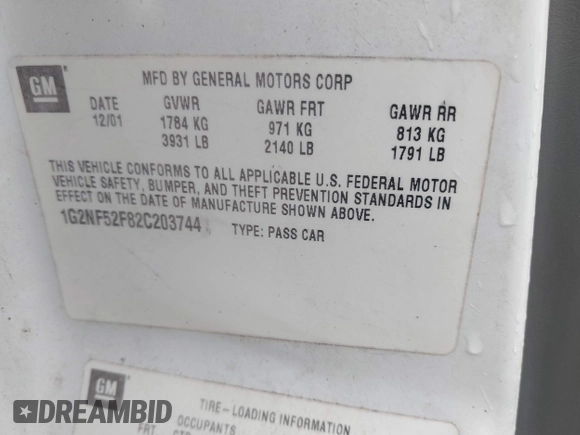 GM
MFD BY GENERAL MOTORS CORP
DATE GVWR GAWR FRT GAWR RR
12/01 1784 KG 971 KG 813 KG
3931 LB 2140 LB 1791 LB
THIS VEHICLE CONFORMS TO ALL APPLICABLE U.S. FEDERAL MOTOR
VEHICLE SAFETY, BUMPER, AND THEFT PREVENTION STANDARDS IN
EFFECT ON THE DATE OF MANUFACTURE SHOWN ABOVE.
1G2NF52F82C203744 TYPE: PASS CAR
GM
TIRE-LOADING INFORMATION
OCCUPANTS
FRT
DREAMBID